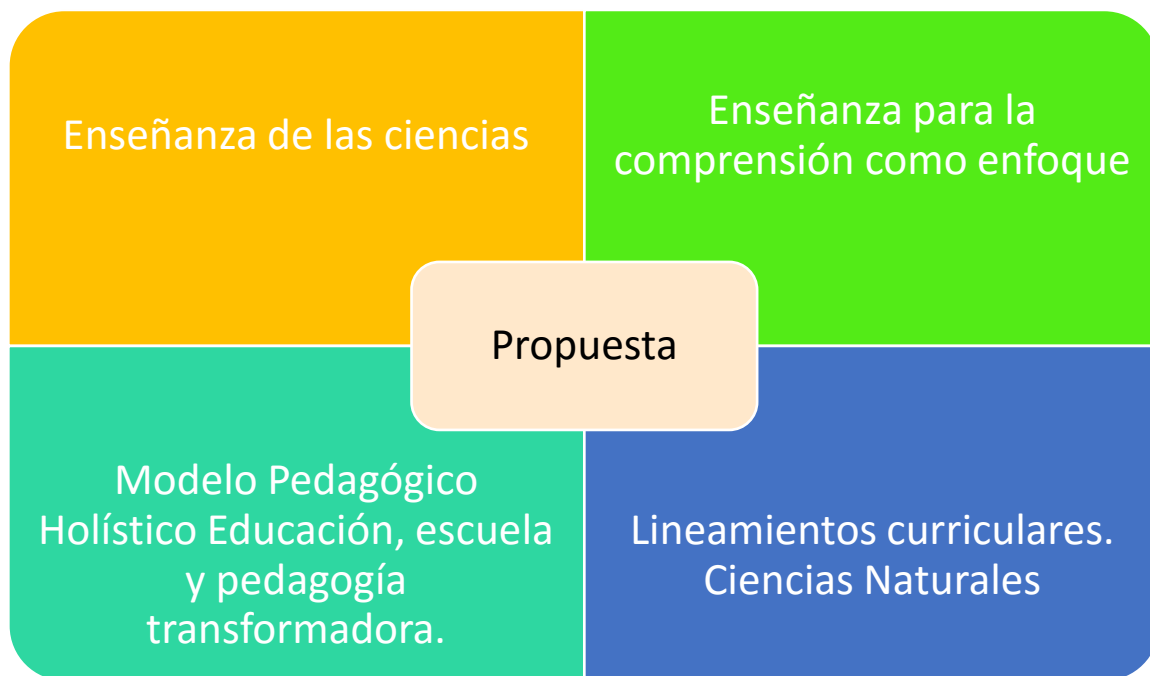 Enseñanza de las ciencias
Enseñanza para la
comprensión como enfoque
Propuesta
Modelo Pedagógico
Holístico Educación, escuela
y pedagogía
transformadora.
Lineamientos curriculares.
Ciencias Naturales